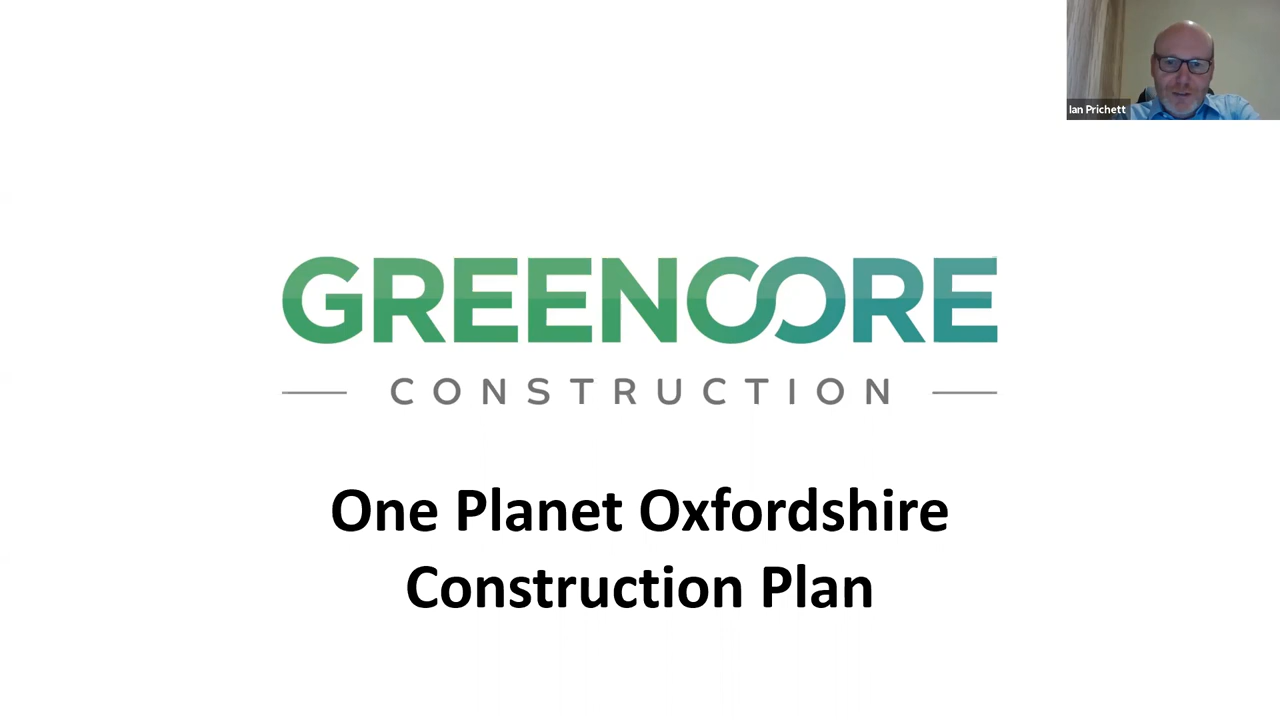 Ian Prichett
GREENCORE
CONSTRUCTION
One Planet Oxfordshire
Construction Plan